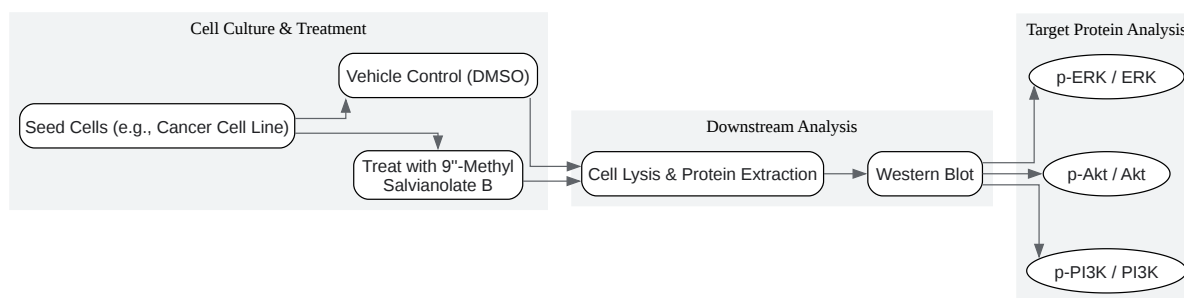 Cell Culture & Treatment
Vehicle Control (DMSO)
Seed Cells (e.g., Cancer Cell Line)
Treat with 9"-Methyl
Salvianolate B
Downstream Analysis
Cell Lysis & Protein Extraction
Western Blot
Target Protein Analysis
p-ERK / ERK
p-Akt / Akt
p-PI3K / PI3K